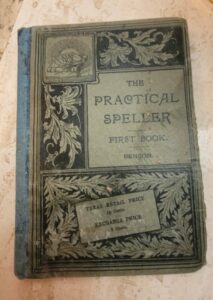 THE
PRACTICAL
SPELLER
FIRST BOOK.
BENSON.
TEXAS RETAIL PRICE
EXCHANGE PRICE